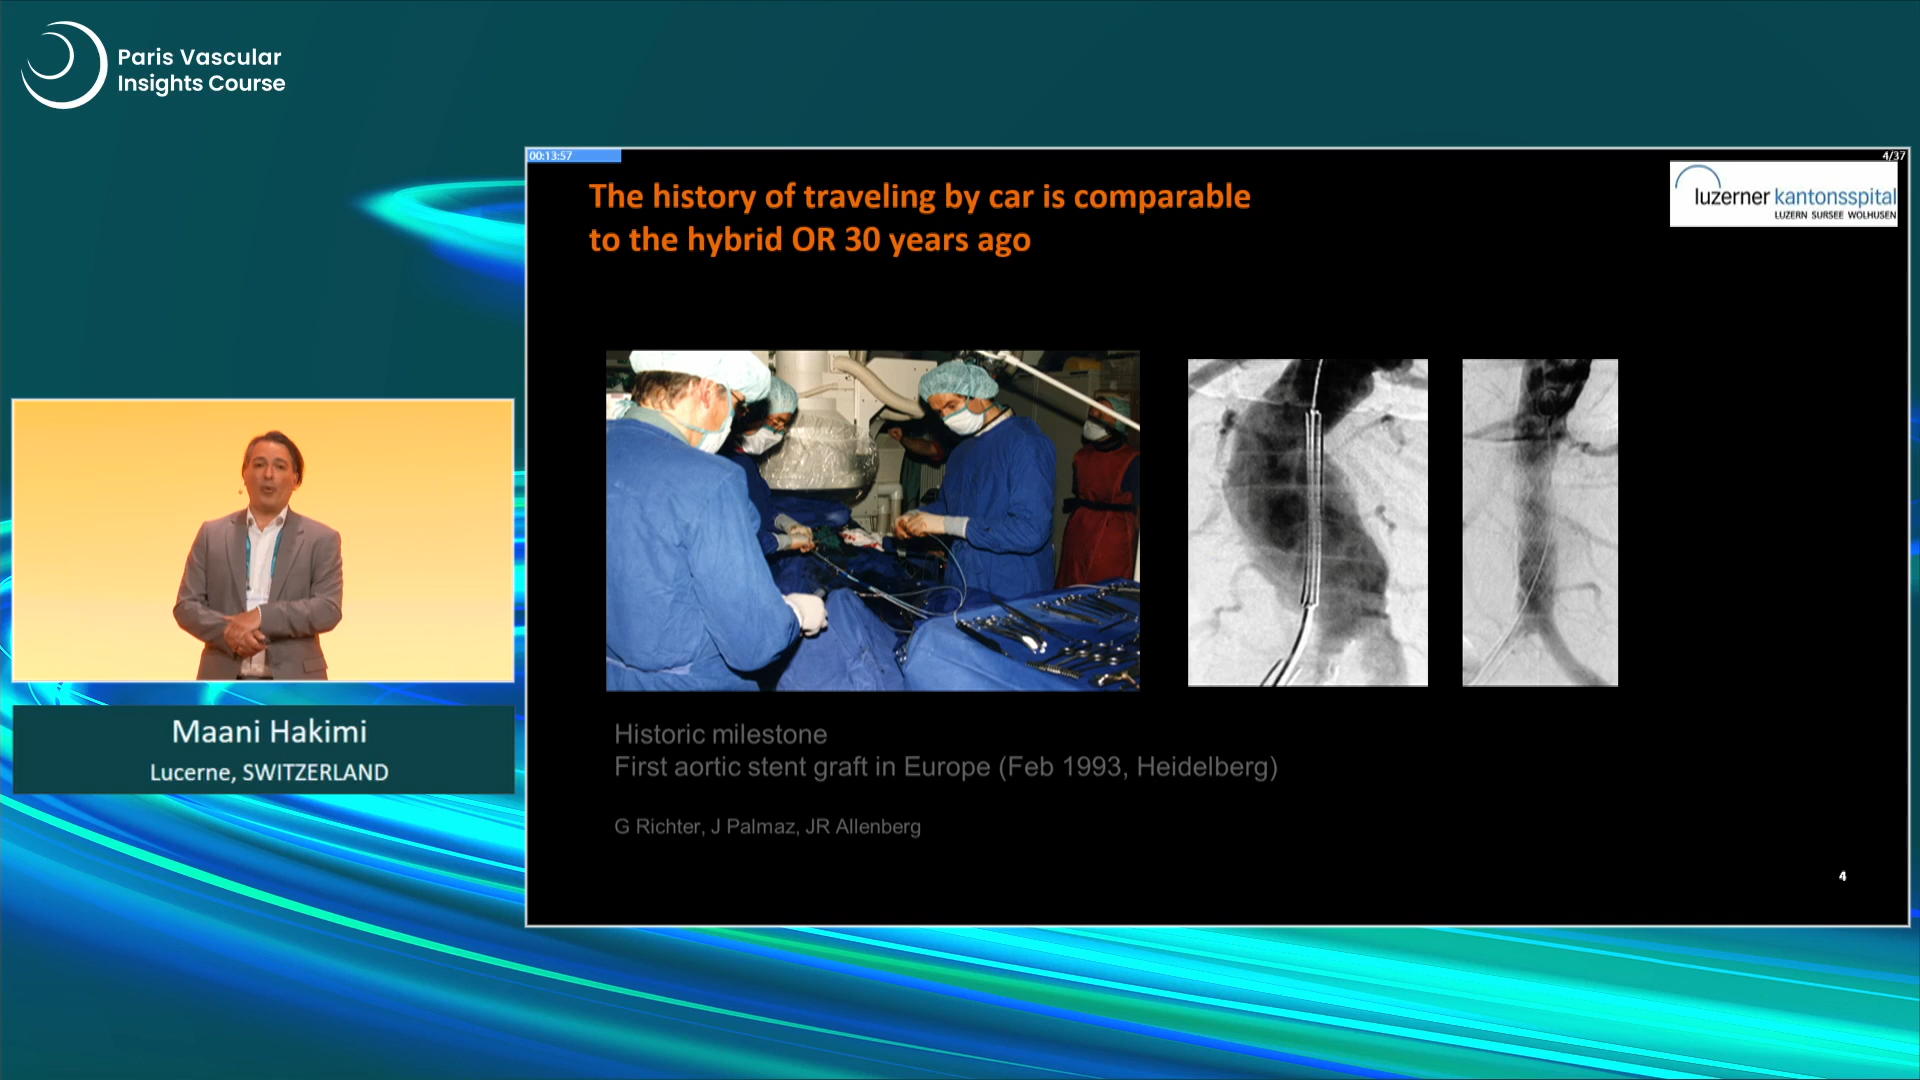 Paris Vascular
Insights Course
00:13:57
4/37
The history of traveling by car is comparable
to the hybrid OR 30 years ago
luzerner kantonsspital
LUZERN SURSEE WOLHUSEN
Maani Hakimi
Lucerne, SWITZERLAND
Historic milestone
First aortic stent graft in Europe (Feb 1993, Heidelberg)
G Richter, J Palmaz, JR Allenberg
4